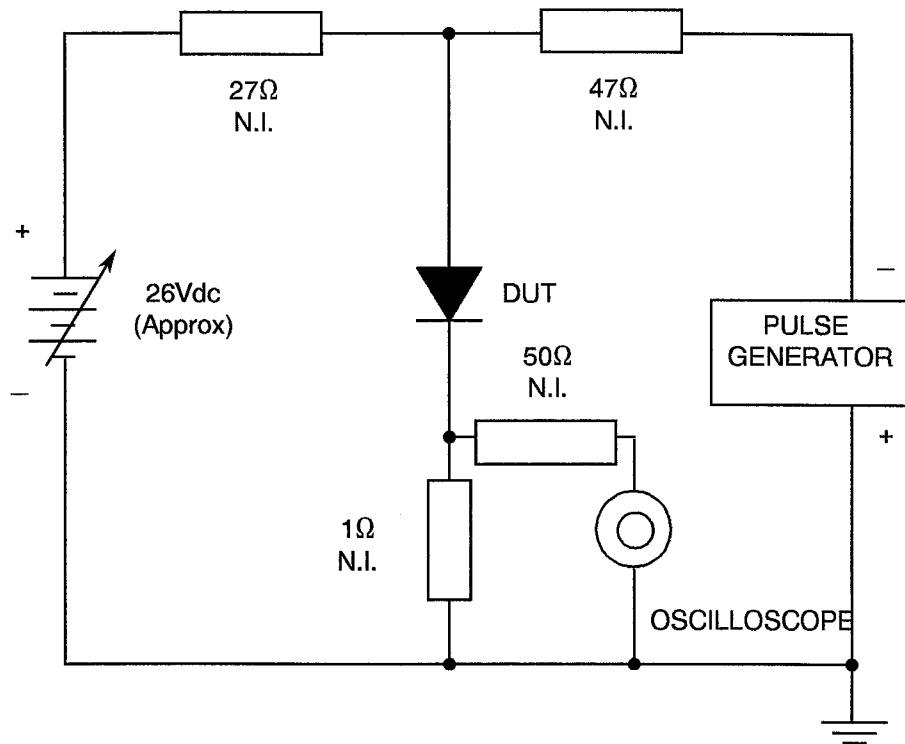 27Ω
N.I.
47Ω
N.I.
+
26Vdc
(Approx)
−
DUT
−
PULSE
GENERATOR
+
50Ω
N.I.
1Ω
N.I.
OSCILLOSCOPE